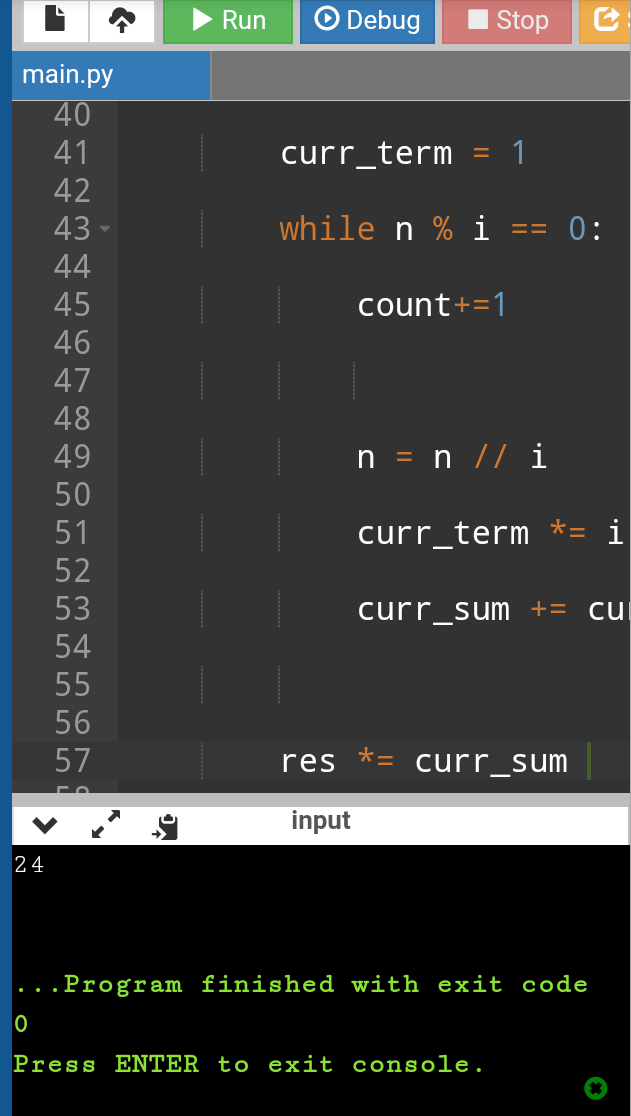 Run Debug Stop
main.py
40
41 curr_term = 1
42
43 while n % i == 0:
44
45 count+=1
46
47
48
49 n = n // i
50
51 curr_term *= i
52
53 curr_sum +=
54
55
56
57 res *= curr_sum
input
24
...Program finished with exit code
0
Press ENTER to exit console.